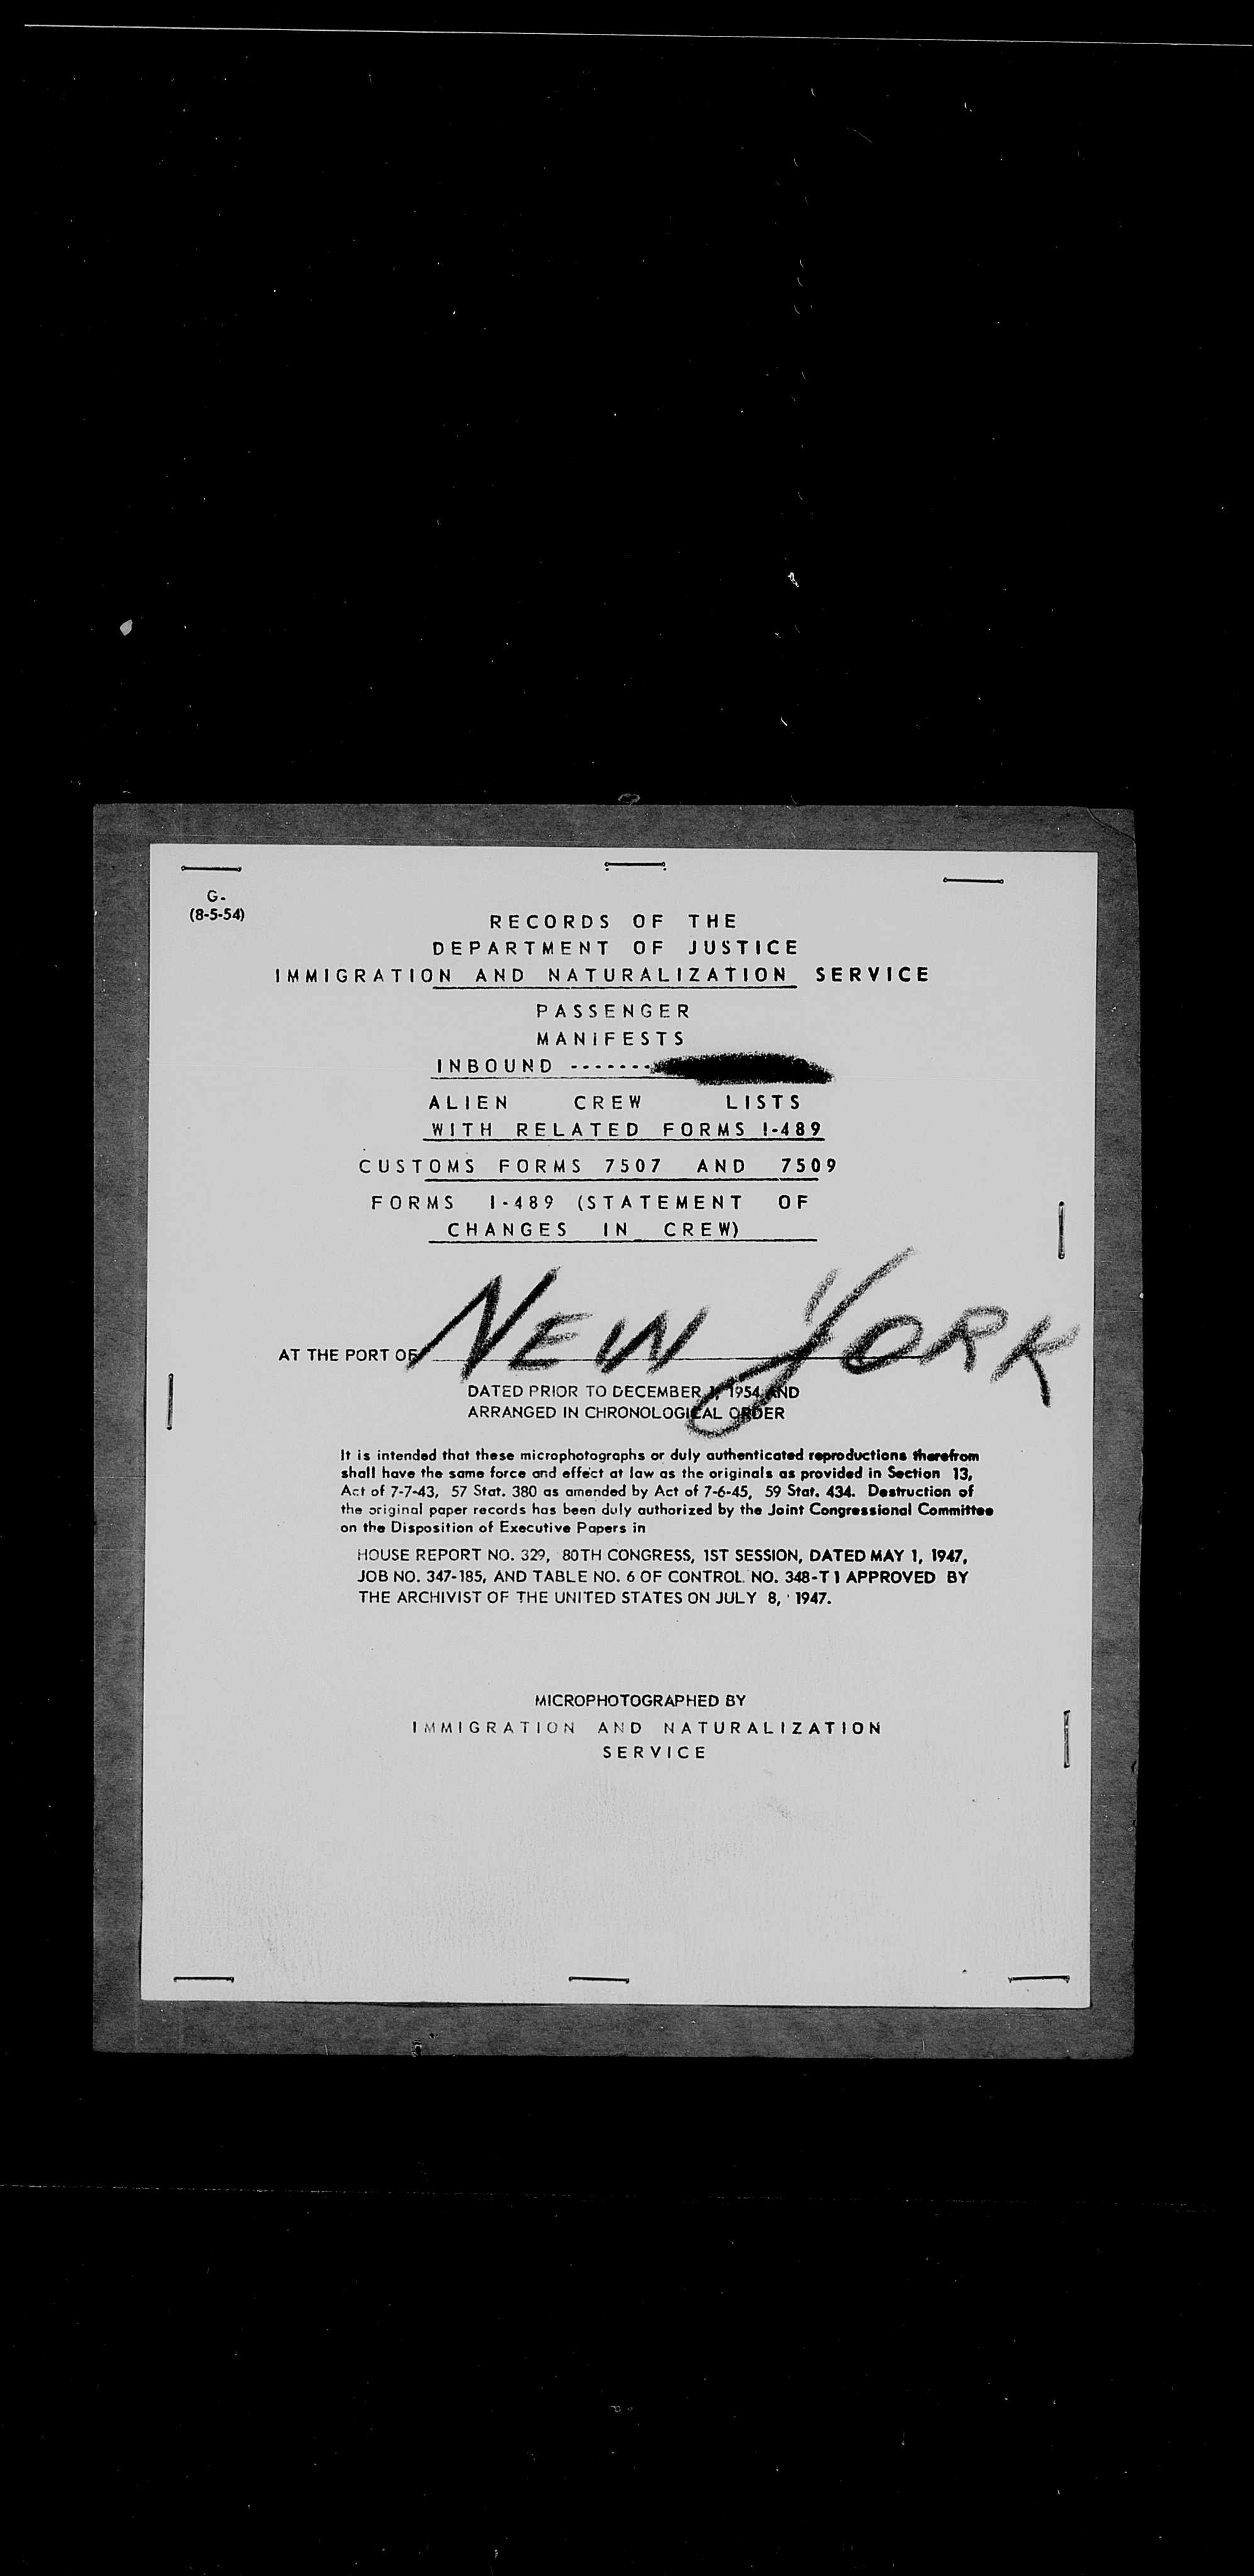 G-
(8-5-54)
RECORDS OF THE
DEPARTMENT OF JUSTICE
IMMIGRATION AND NATURALIZATION SERVICE
PASSENGER
MANIFESTS
INBOUND -------
ALIEN CREW LISTS
WITH RELATED FORMS I-489
CUSTOMS FORMS 7507 AND 7509
FORMS I-489 (STATEMENT OF
CHANGES IN CREW)
AT THE PORT OF NEW YORK
DATED PRIOR TO DECEMBER 1, 1954 AND
ARRANGED IN CHRONOLOGICAL ORDER
It is intended that these microphotographs or duly authenticated reproductions therefrom
shall have the same force and effect at law as the originals as provided in Section 13,
Act of 7-7-43, 57 Stat. 380 as amended by Act of 7-6-45, 59 Stat. 434. Destruction of
the original paper records has been duly authorized by the Joint Congressional Committee
on the Disposition of Executive Papers in
HOUSE REPORT NO. 329, 80TH CONGRESS, 1ST SESSION, DATED MAY 1, 1947,
JOB NO. 347-185, AND TABLE NO. 6 OF CONTROL NO. 348-T1 APPROVED BY
THE ARCHIVIST OF THE UNITED STATES ON JULY 8, 1947.
MICROPHOTOGRAPHED BY
IMMIGRATION AND NATURALIZATION
SERVICE